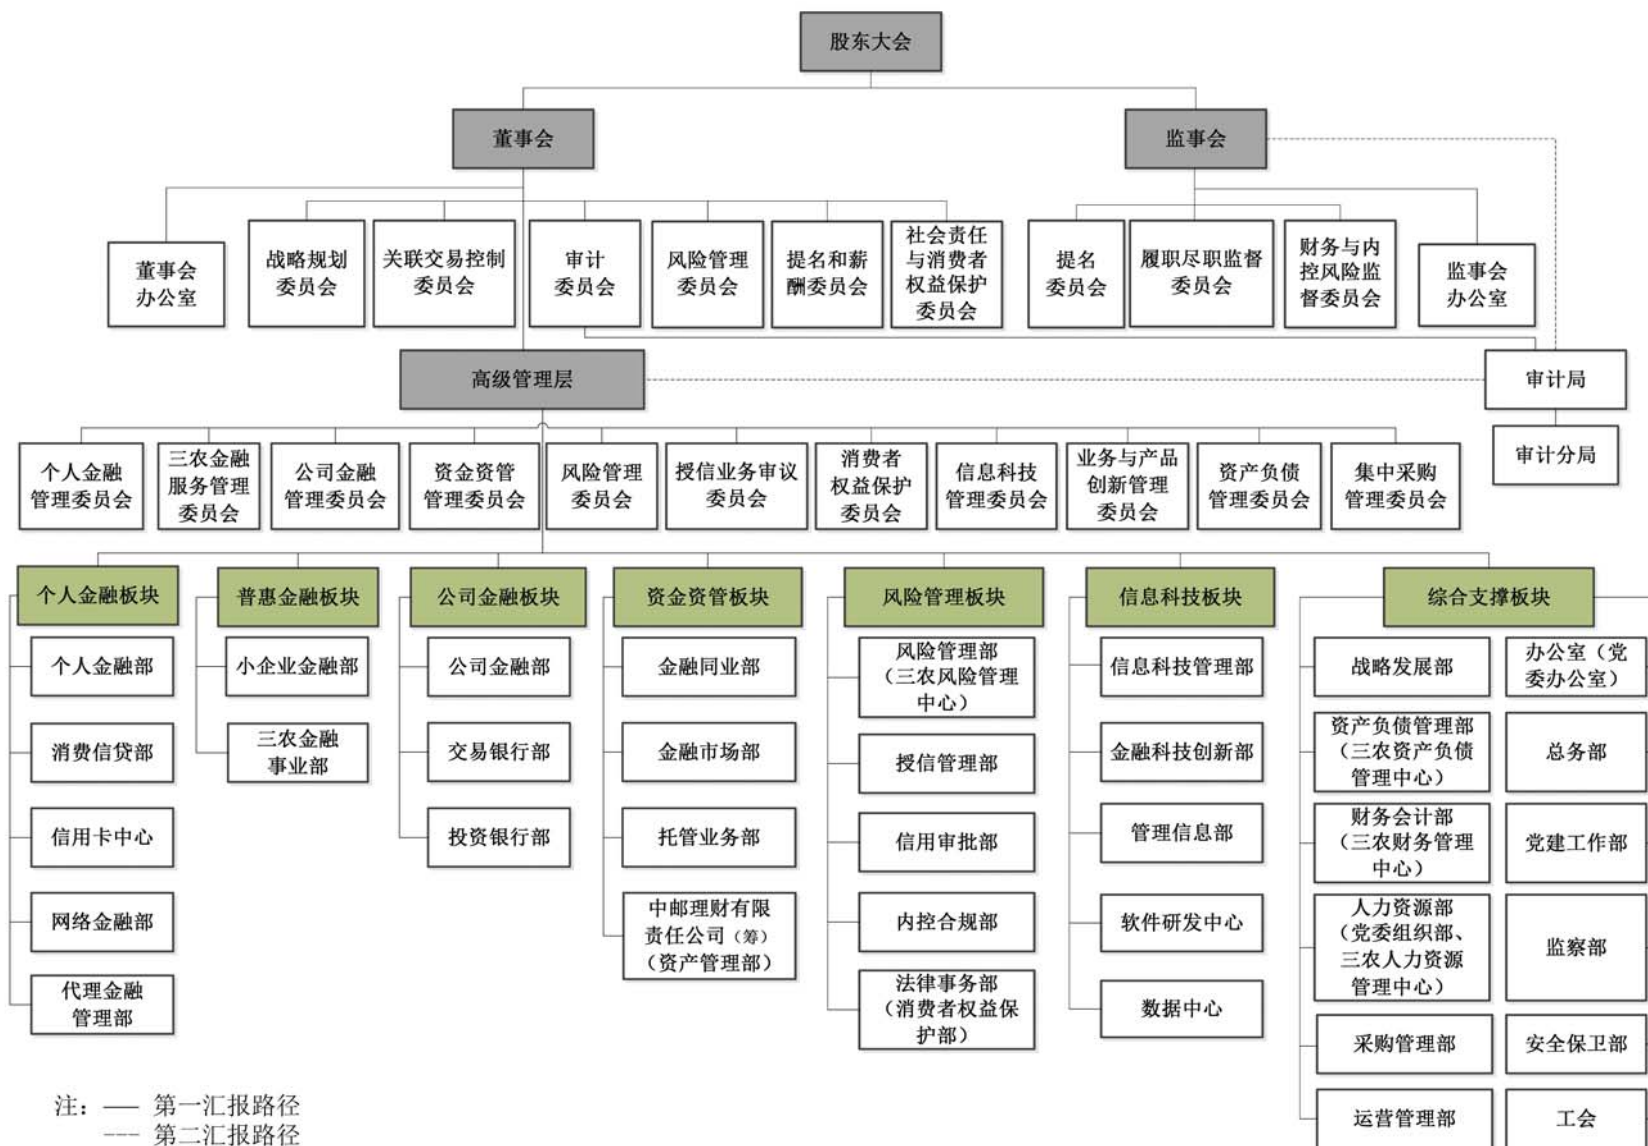 股东大会
董事会
监事会
董事会
办公室
战略规划
委员会
关联交易控制
委员会
审计
委员会
风险管理
委员会
提名和薪
酬委员会
社会责任
与消费者
权益保护
委员会
提名
委员会
履职尽职监督
委员会
财务与内
控风险监
督委员会
监事会
办公室
高级管理层
审计局
审计分局
个人金融
管理委员会
三农金融
服务管理
委员会
公司金融
管理委员会
资金资管
管理委员会
风险管理
委员会
授信业务审议
委员会
消费者
权益保护
委员会
信息科技
管理委员会
业务与产品
创新管理
委员会
资产负债
管理委员会
集中采购
管理委员会
个人金融板块
个人金融部
消费信贷部
信用卡中心
网络金融部
代理金融
管理部
普惠金融板块
小企业金融部
三农金融
事业部
公司金融板块
公司金融部
交易银行部
投资银行部
资金资管板块
金融同业部
金融市场部
托管业务部
中邮理财有限
责任公司（筹）
（资产管理部）
风险管理板块
风险管理部
（三农风险管理
中心）
授信管理部
信用审批部
内控合规部
法律事务部
（消费者权益保
护部）
信息科技板块
信息科技管理部
金融科技创新部
管理信息部
软件研发中心
数据中心
综合支撑板块
战略发展部
资产负债管理部
（三农资产负债
管理中心）
财务会计部
（三农财务管理
中心）
人力资源部
（党委组织部、
三农人力资源
管理中心）
采购管理部
运营管理部
办公室（党
委办公室）
总务部
党建工作部
监察部
安全保卫部
工会
注：—— 第一汇报路径
--- 第二汇报路径